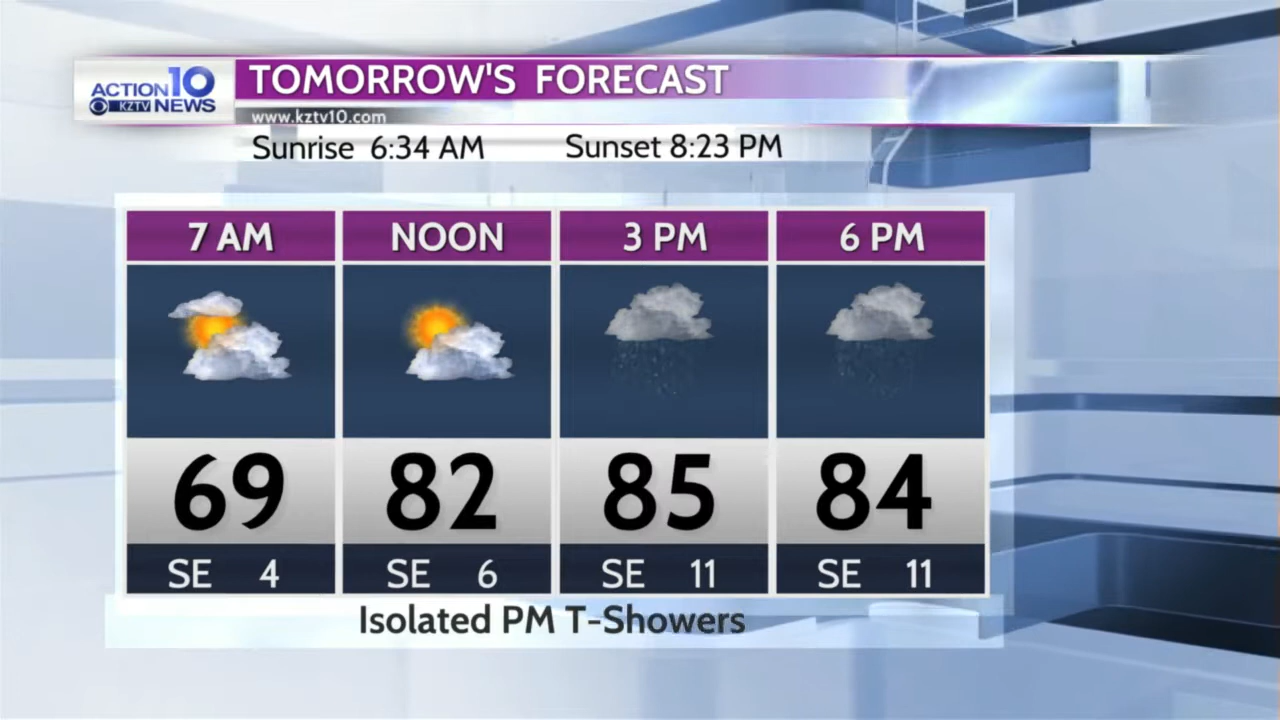 ACTION 10
KZTV NEWS
TOMORROW'S FORECAST
www.kztv10.com
Sunrise 6:34 AM Sunset 8:23 PM
7 AM NOON 3 PM 6 PM
69 82 85 84
SE 4 SE 6 SE 11 SE 11
Isolated PM T-Showers